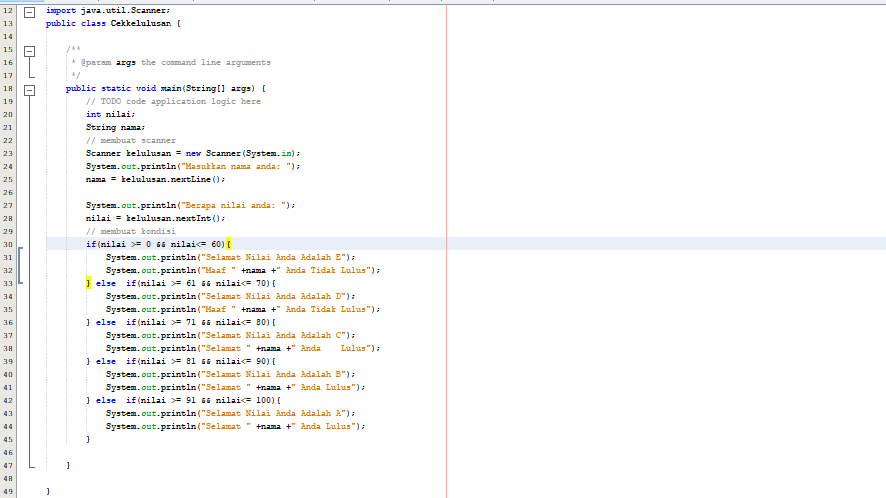 12 import java.util.Scanner;
13 public class Cekkelulusan {
14
15 /**
16 * @param args the command line arguments
17 */
18 public static void main(String[] args) {
19 // TODO code application logic here
20 int nilai;
21 String nama;
22 // membuat scanner
23 Scanner kelulusan = new Scanner(System.in);
24 System.out.println("Masukkan nama anda: ");
25 nama = kelulusan.nextLine();
26
27 System.out.println("Berapa nilai anda: ");
28 nilai = kelulusan.nextInt();
29 // membuat kondisi
30 if(nilai >= 0 && nilai<= 60){
31 System.out.println("Selamat Nilai Anda Adalah E");
32 System.out.println("Maaf " +nama +" Anda Tidak Lulus");
33 } else  if(nilai >= 61 && nilai<= 70){
34 System.out.println("Selamat Nilai Anda Adalah D");
35 System.out.println("Maaf " +nama +" Anda Tidak Lulus");
36 } else  if(nilai >= 71 && nilai<= 80){
37 System.out.println("Selamat Nilai Anda Adalah C");
38 System.out.println("Selamat " +nama +" Anda    Lulus");
39 } else  if(nilai >= 81 && nilai<= 90){
40 System.out.println("Selamat Nilai Anda Adalah B");
41 System.out.println("Selamat " +nama +" Anda Lulus");
42 } else  if(nilai >= 91 && nilai<= 100){
43 System.out.println("Selamat Nilai Anda Adalah A");
44 System.out.println("Selamat " +nama +" Anda Lulus");
45 }
46
47 }
48
49 }